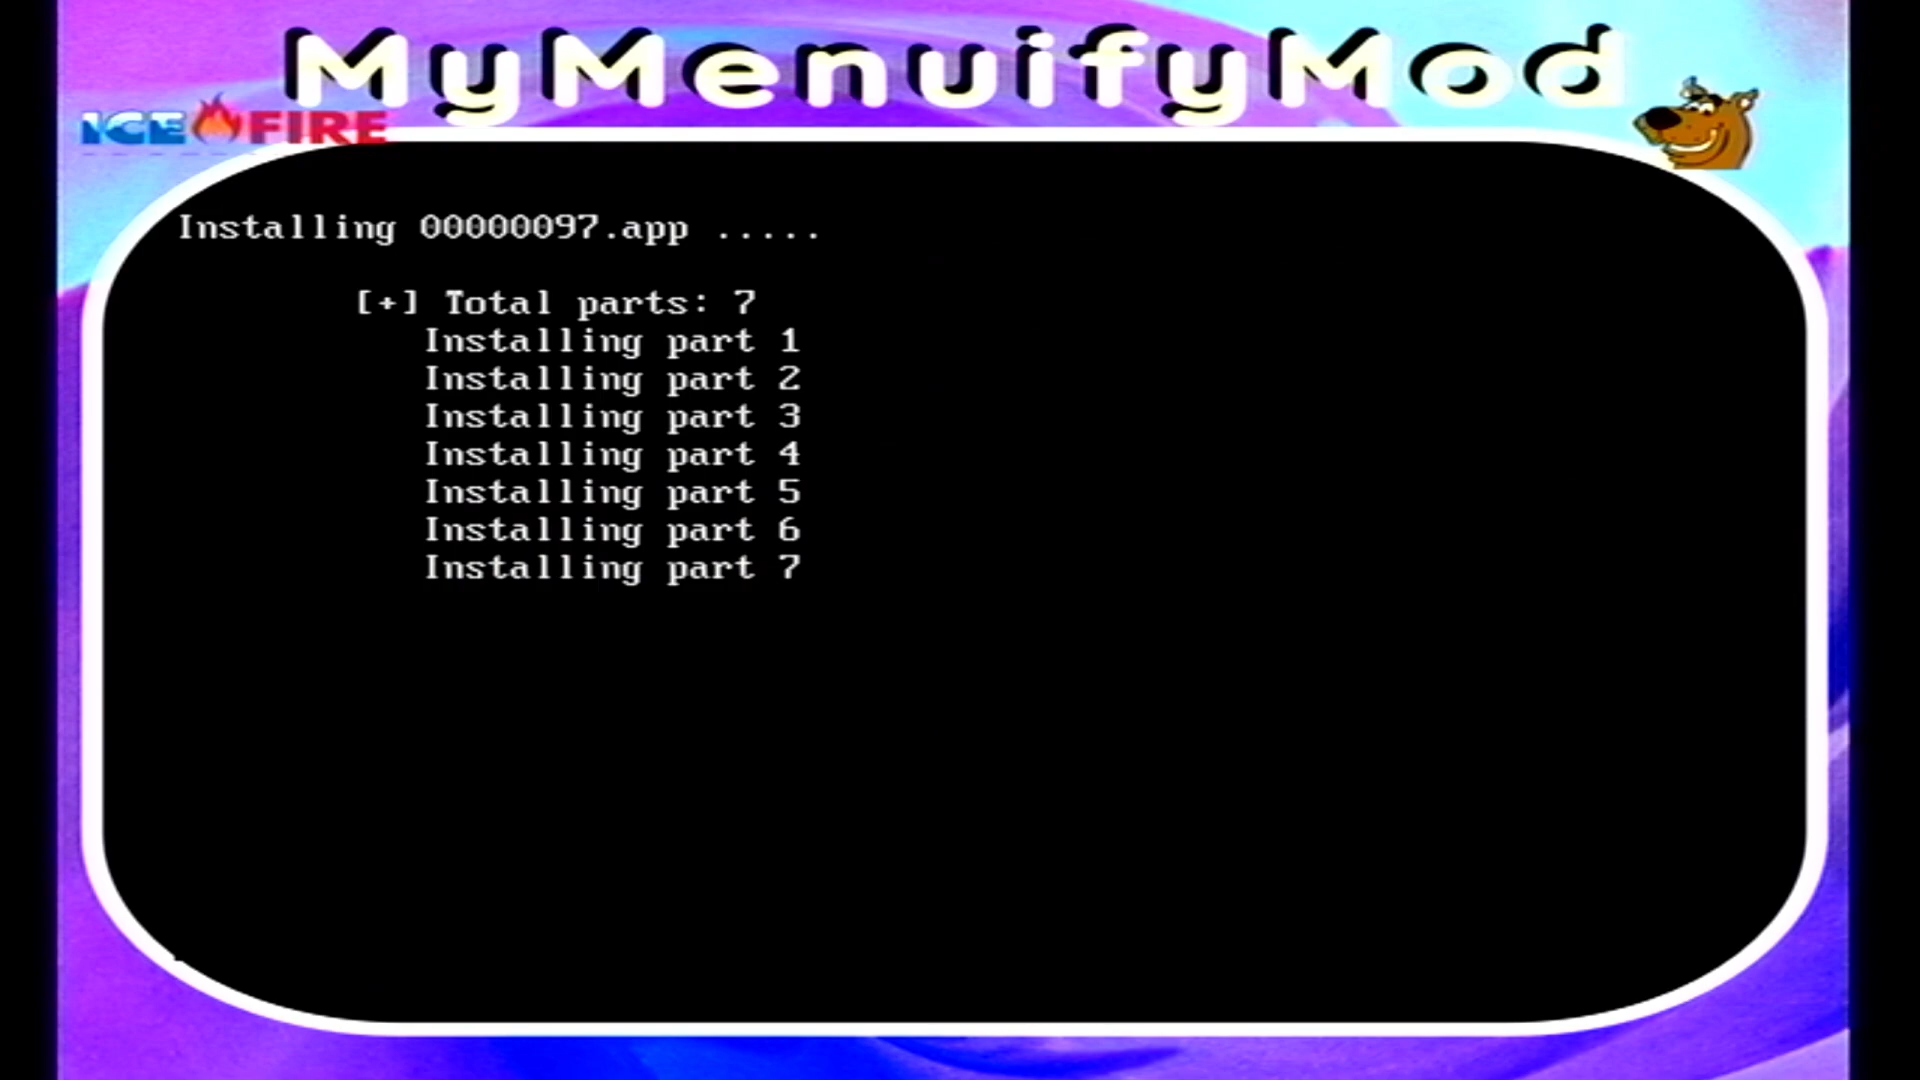 MyMenuifyMod
ICE FIRE
Installing 00000097.app .....
[+] Total parts: 7
Installing part 1
Installing part 2
Installing part 3
Installing part 4
Installing part 5
Installing part 6
Installing part 7